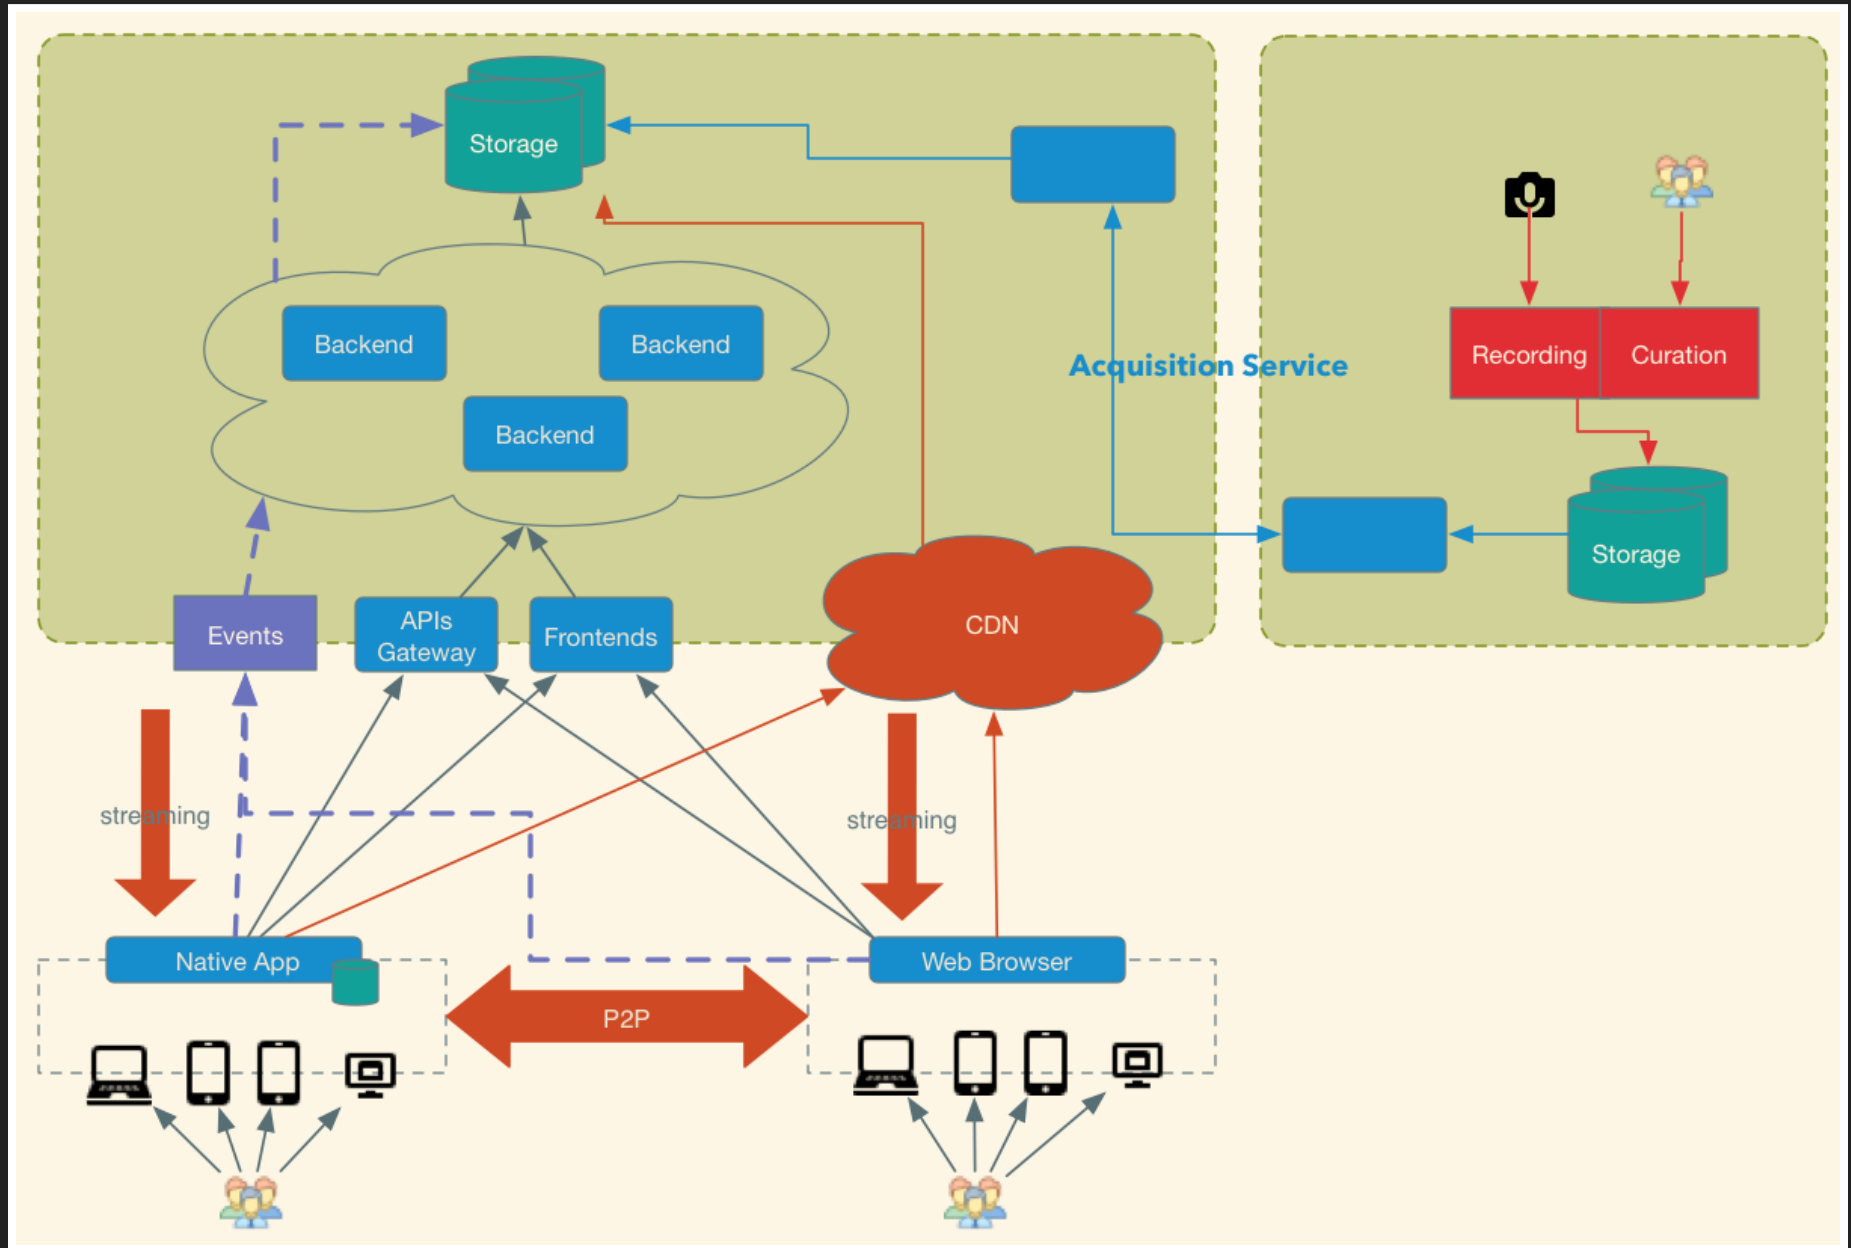 Storage
Backend
Backend
Backend
Acquisition Service
Recording
Curation
Storage
Events
APIs
Gateway
Frontends
CDN
streaming
streaming
Native App
Web Browser
P2P